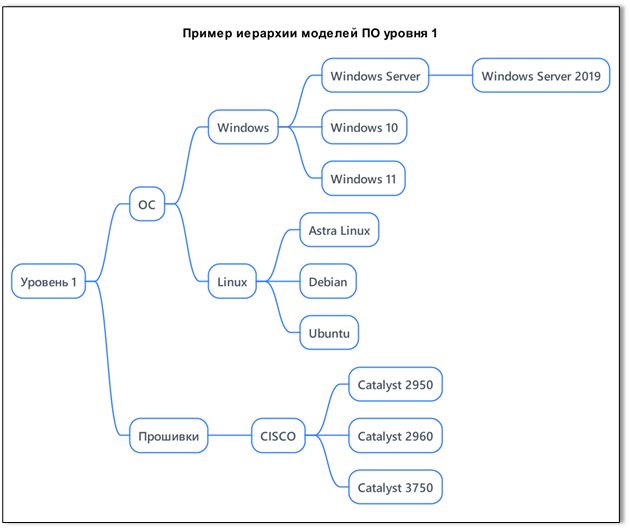 Пример иерархии моделей ПО уровня 1
Windows Server
Windows Server 2019
Windows
Windows 10
Windows 11
ОС
Astra Linux
Уровень 1
Linux
Debian
Ubuntu
Catalyst 2950
Прошивки
CISCO
Catalyst 2960
Catalyst 3750